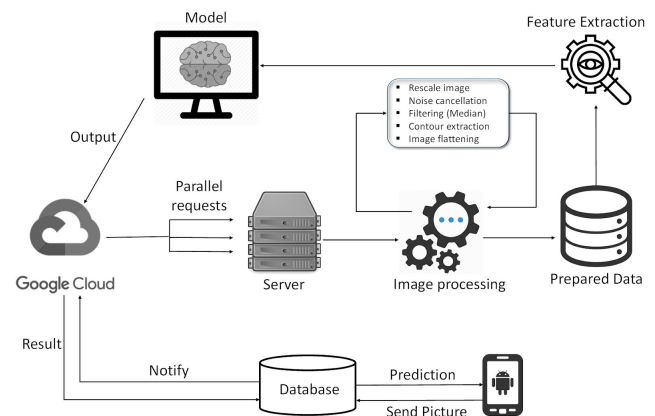 Model
Feature Extraction
▪ Rescale image
▪ Noise cancellation
▪ Filtering (Median)
▪ Contour extraction
▪ Image flattening
Output
Parallel
requests
Google Cloud
Server
Image processing
Prepared Data
Result
Notify
Database
Prediction
Send Picture